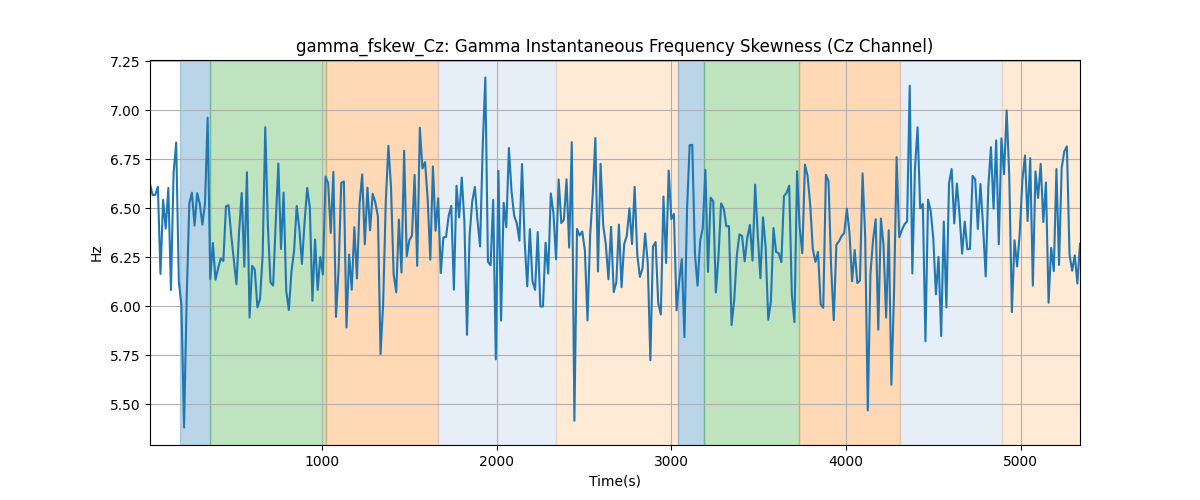 gamma_fskew_Cz: Gamma Instantaneous Frequency Skewness (Cz Channel)
7.25
7.00
6.75
6.50
6.25
6.00
5.75
5.50
Hz
1000 2000 3000 4000 5000
Time(s)